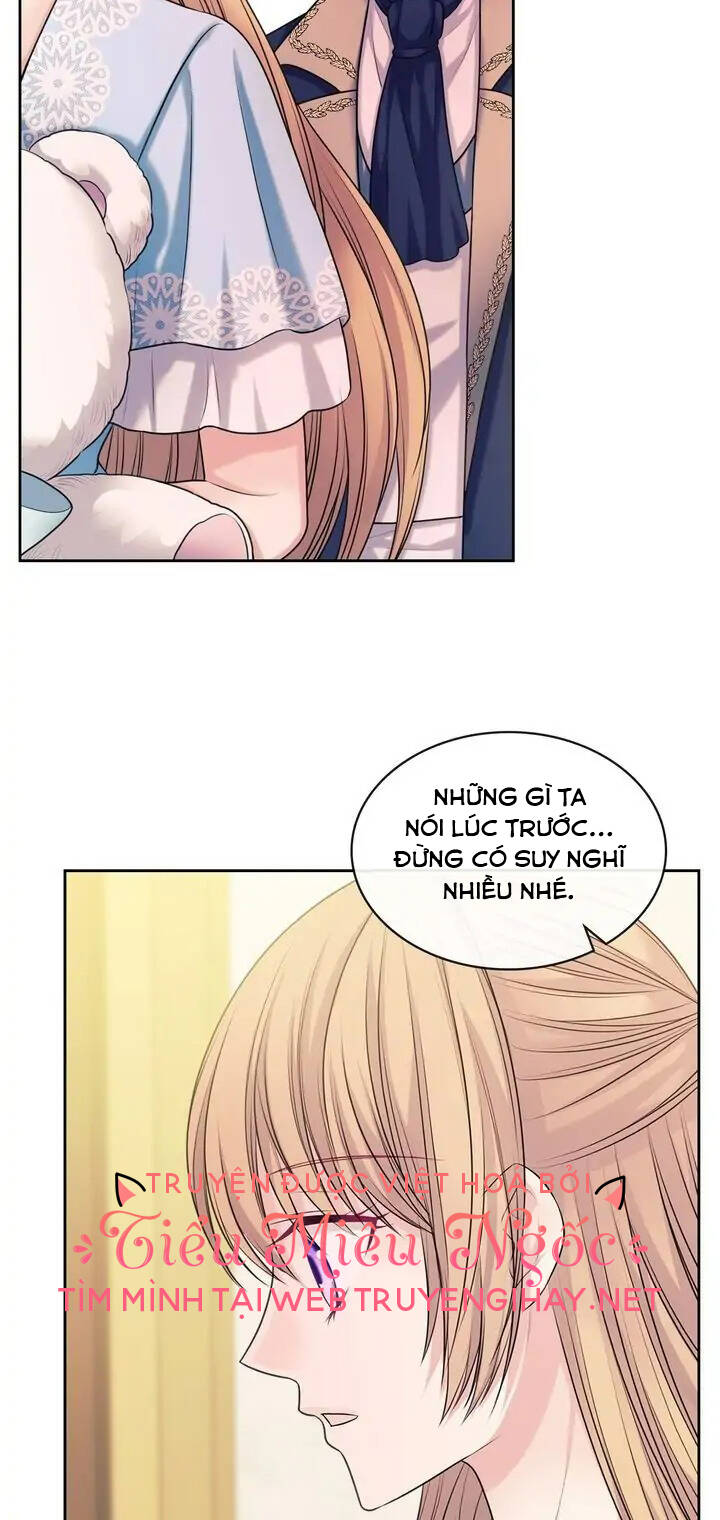 NHỮNG GÌ TA
NÓI LÚC TRƯỚC...
ĐỪNG CÓ SUY NGHĨ
NHIỀU NHÉ.
TRUYỆN ĐƯỢC VIỆT HOÁ BỞI
Tiểu Miêu Ngốc
TÌM MÌNH TẠI WEB TRUYENGIHAY.NET